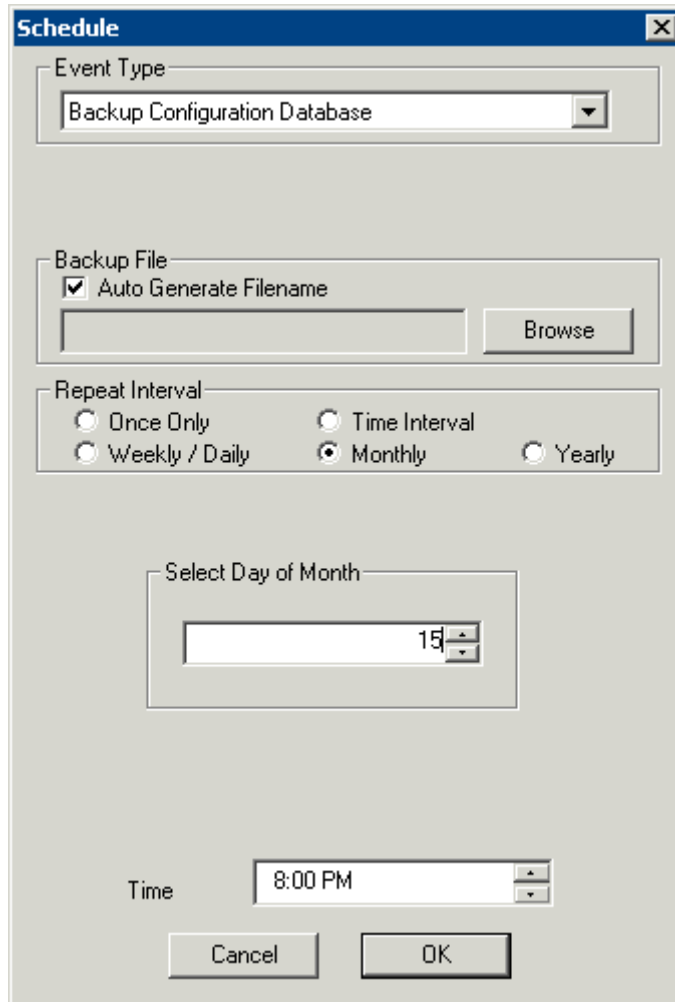 Schedule
Event Type
Backup Configuration Database
Backup File
Auto Generate Filename
Browse
Repeat Interval
Once Only
Time Interval
Weekly / Daily
Monthly
Yearly
Select Day of Month
15
Time
8:00 PM
Cancel
OK